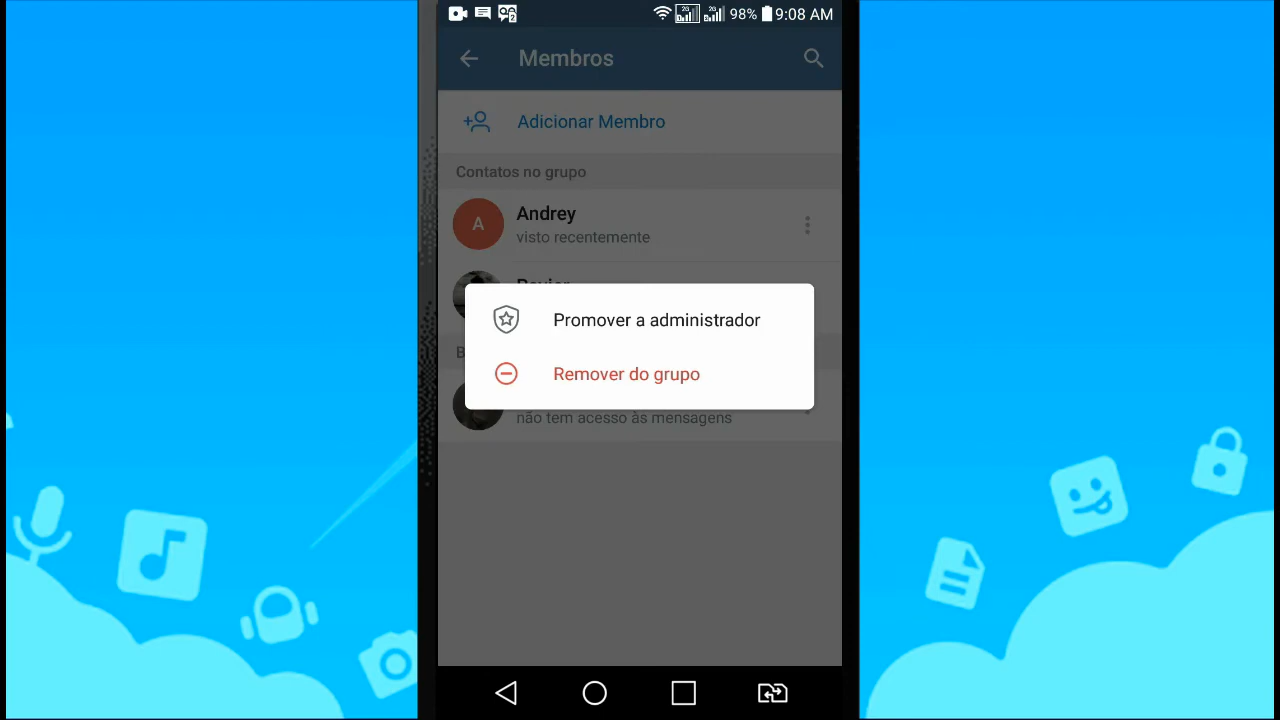 98% 9:08 AM
Membros
Adicionar Membro
Contatos no grupo
A Andrey
visto recentemente
Promover a administrador
Remover do grupo
não tem acesso às mensagens